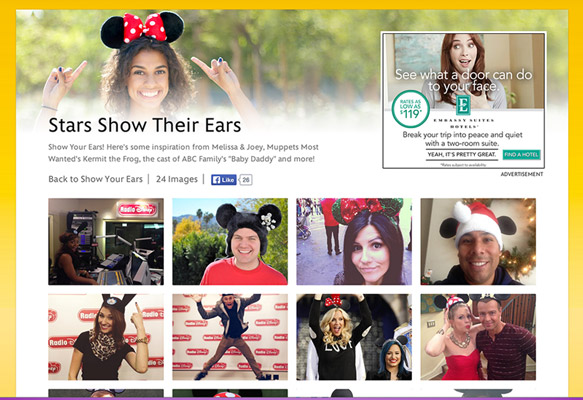 See what a door can do
to your face.
RATES AS
LOW AS
$119*
E
EMBASSY SUITES
HOTELS®
Break your trip into peace and quiet
with a two-room suite.
YEAH, IT'S PRETTY GREAT.
FIND A HOTEL
*Rates subject to availability.
ADVERTISEMENT
Stars Show Their Ears
Show Your Ears! Here's some inspiration from Melissa & Joey, Muppets Most
Wanted's Kermit the Frog, the cast of ABC Family's "Baby Daddy" and more!
Back to Show Your Ears | 24 Images | f Like 26
Radio Disney
Radio Disney
Radio Disney